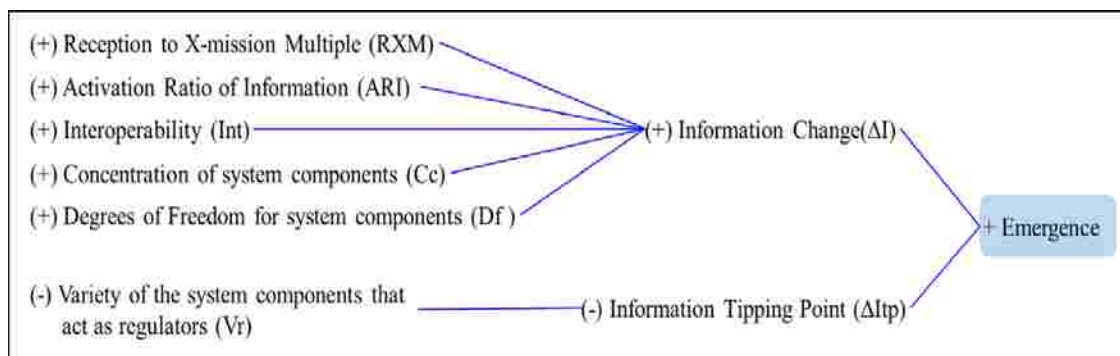 (+) Reception to X-mission Multiple (RXM)
(+) Activation Ratio of Information (ARI)
(+) Interoperability (Int)
(+) Information Change(ΔI)
(+) Concentration of system components (Cc)
(+) Degrees of Freedom for system components (Df )
+ Emergence
(-) Variety of the system components that
act as regulators (Vr)
(-) Information Tipping Point (ΔItp)